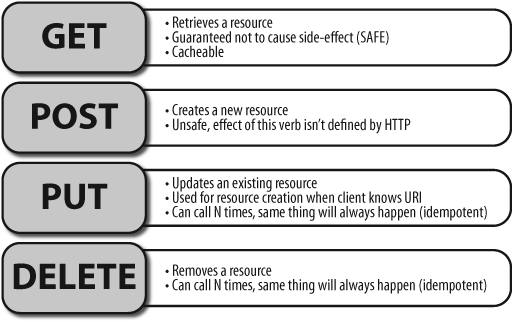 GET
• Retrieves a resource
• Guaranteed not to cause side-effect (SAFE)
• Cacheable
POST
• Creates a new resource
• Unsafe, effect of this verb isn't defined by HTTP
PUT
• Updates an existing resource
• Used for resource creation when client knows URI
• Can call N times, same thing will always happen (idempotent)
DELETE
• Removes a resource
• Can call N times, same thing will always happen (idempotent)